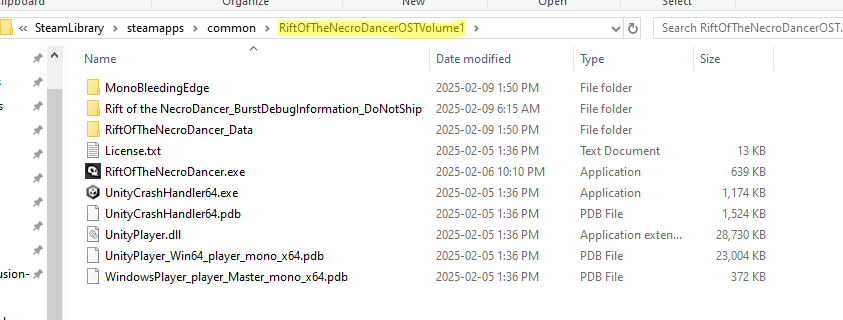 Clipboard Organize New Open Select
SteamLibrary > steamapps > common > RiftOfTheNecroDancerOSTVolume1 > Search RiftOfTheNecroDancerOST...
Name Date modified Type Size
MonoBleedingEdge 2025-02-09 1:50 PM File folder
Rift of the NecroDancer_BurstDebugInformation_DoNotShip 2025-02-09 6:15 AM File folder
RiftOfTheNecroDancer_Data 2025-02-09 1:50 PM File folder
License.txt 2025-02-05 1:36 PM Text Document 13 KB
RiftOfTheNecroDancer.exe 2025-02-06 10:10 PM Application 639 KB
UnityCrashHandler64.exe 2025-02-05 1:36 PM Application 1,174 KB
UnityCrashHandler64.pdb 2025-02-05 1:36 PM PDB File 1,524 KB
UnityPlayer.dll 2025-02-05 1:36 PM Application exten... 28,730 KB
UnityPlayer_Win64_player_mono_x64.pdb 2025-02-05 1:36 PM PDB File 23,004 KB
usion- WindowsPlayer_player_Master_mono_x64.pdb 2025-02-05 1:36 PM PDB File 372 KB